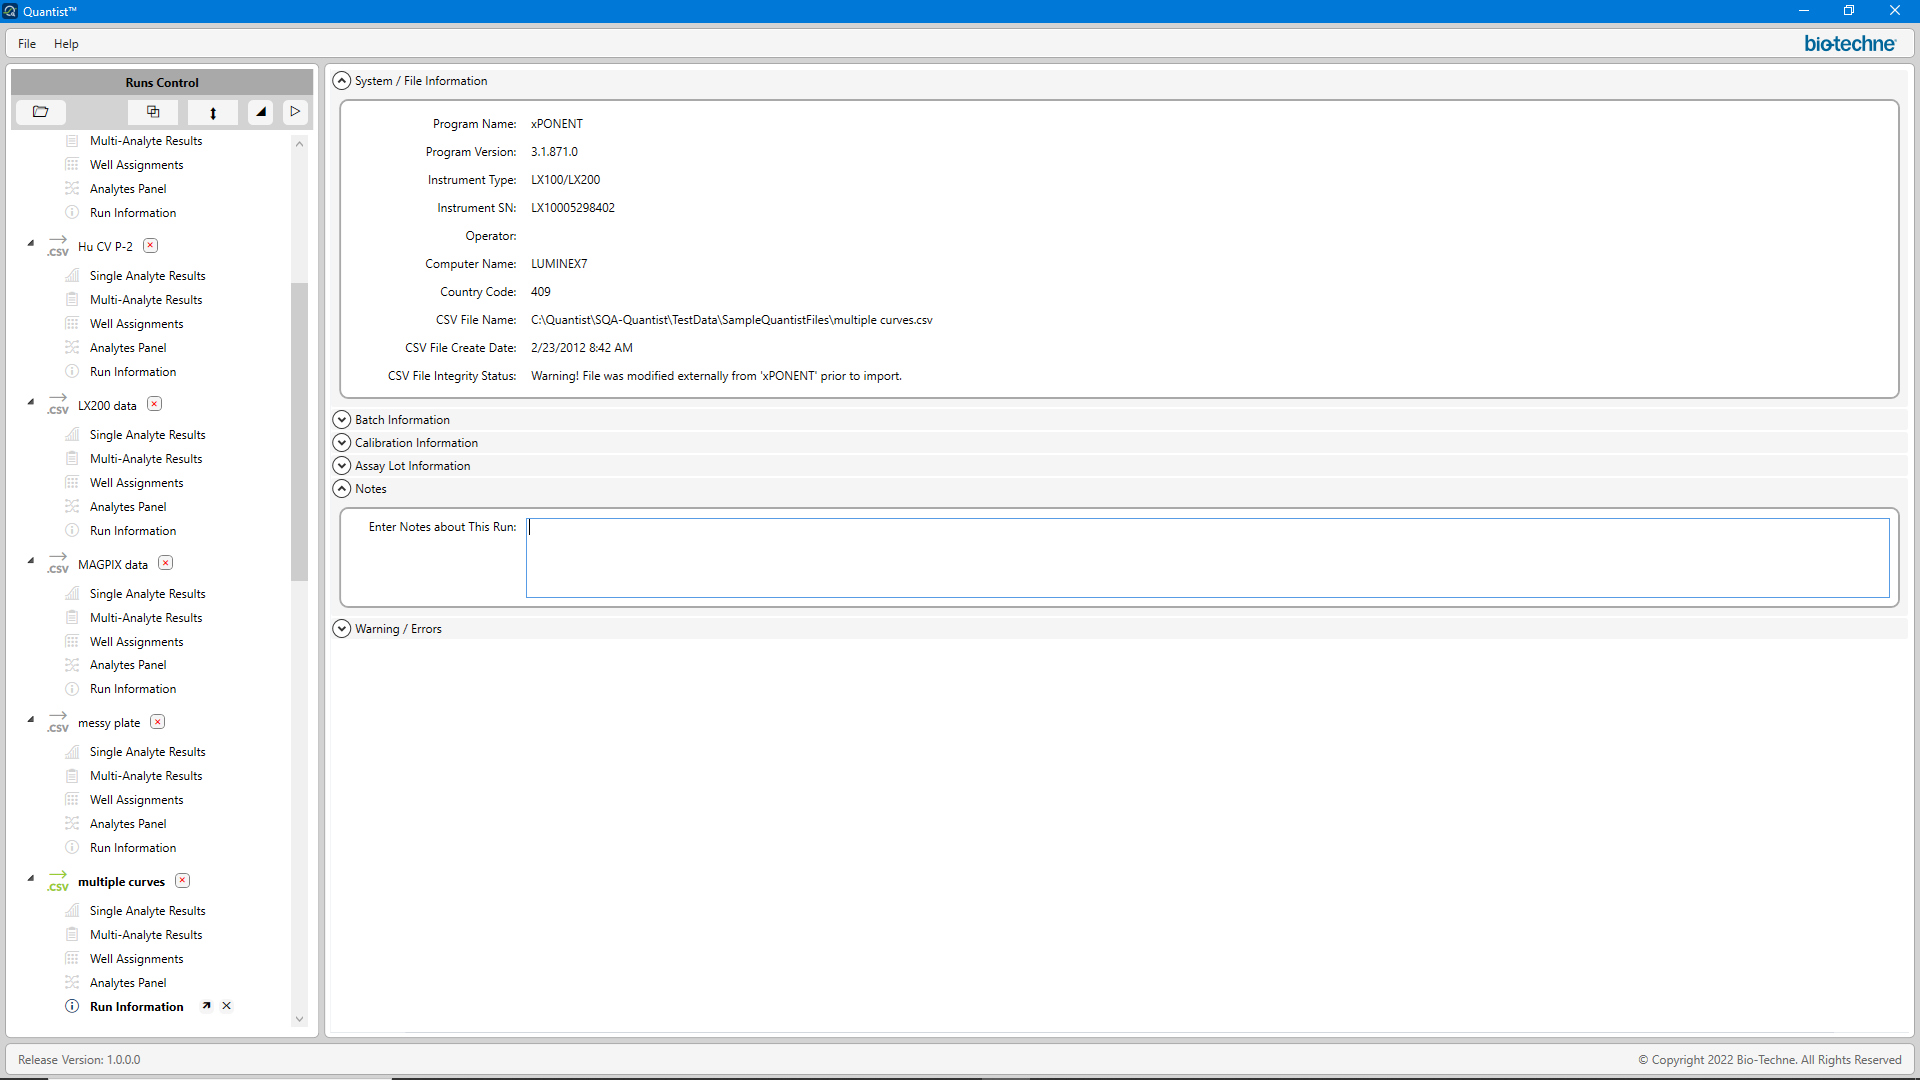 Quantist™
File Help
bio-techne
Runs Control
Multi-Analyte Results
Well Assignments
Analytes Panel
Run Information
.CSV Hu CV P-2
Single Analyte Results
Multi-Analyte Results
Well Assignments
Analytes Panel
Run Information
.CSV LX200 data
Single Analyte Results
Multi-Analyte Results
Well Assignments
Analytes Panel
Run Information
.CSV MAGPIX data
Single Analyte Results
Multi-Analyte Results
Well Assignments
Analytes Panel
Run Information
.CSV messy plate
Single Analyte Results
Multi-Analyte Results
Well Assignments
Analytes Panel
Run Information
.CSV multiple curves
Single Analyte Results
Multi-Analyte Results
Well Assignments
Analytes Panel
Run Information
System / File Information
Program Name: xPONENT
Program Version: 3.1.871.0
Instrument Type: LX100/LX200
Instrument SN: LX10005298402
Operator:
Computer Name: LUMINEX7
Country Code: 409
CSV File Name: C:\Quantist\SQA-Quantist\TestData\SampleQuantistFiles\multiple curves.csv
CSV File Create Date: 2/23/2012 8:42 AM
CSV File Integrity Status: Warning! File was modified externally from 'xPONENT' prior to import.
Batch Information
Calibration Information
Assay Lot Information
Notes
Enter Notes about This Run:
Warning / Errors
Release Version: 1.0.0.0
© Copyright 2022 Bio-Techne. All Rights Reserved